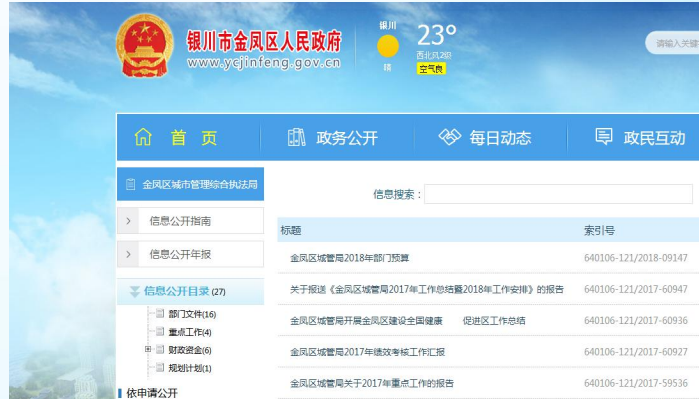 银川市金凤区人民政府
www.ycjinfeng.gov.cn
银川
晴
23°
西北风2级
空气良
请输入关键
首 页
政务公开
每日动态
政民互动
金凤区城市管理综合执法局
信息公开指南
信息公开年报
信息公开目录 (27)
部门文件(16)
重点工作(4)
财政资金(6)
规划计划(1)
依申请公开
信息搜索：
标题 索引号
金凤区城管局2018年部门预算 640106-121/2018-09147
关于报送《金凤区城管局2017年工作总结暨2018年工作安排》的报告 640106-121/2017-60947
金凤区城管局开展金凤区建设全国健康 促进区工作总结 640106-121/2017-60936
金凤区城管局2017年绩效考核工作汇报 640106-121/2017-60927
金凤区城管局关于2017年重点工作的报告 640106-121/2017-59536